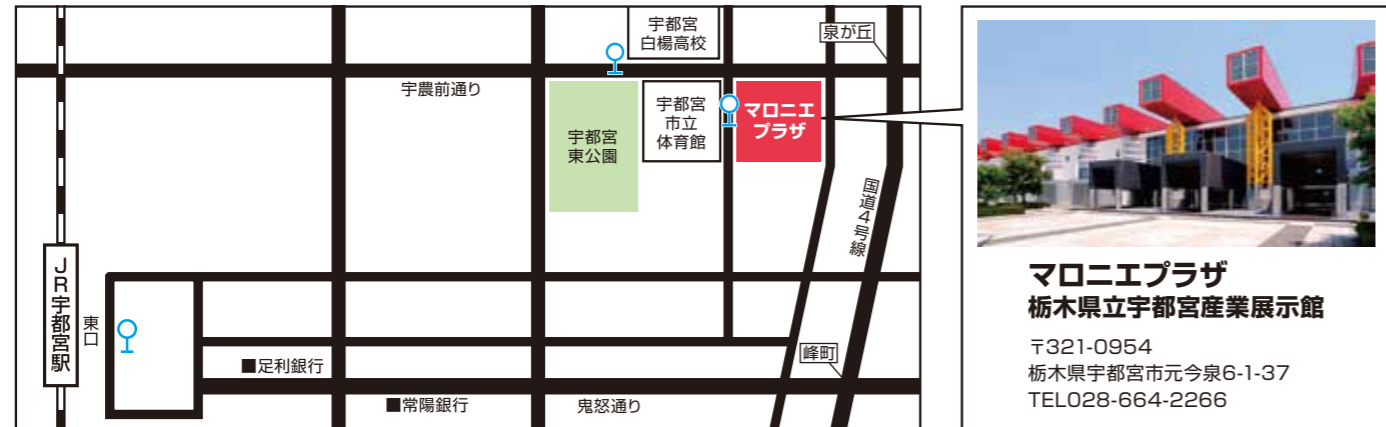 宇都宮
白楊高校
泉が丘
宇農前通り
宇都宮
東公園
宇都宮
市立
体育館
マロニエ
プラザ
国道4号線
JR宇都宮駅
東口
■足利銀行
峰町
■常陽銀行
鬼怒通り
マロニエプラザ
栃木県立宇都宮産業展示館
〒321-0954
栃木県宇都宮市元今泉6-1-37
TEL028-664-2266